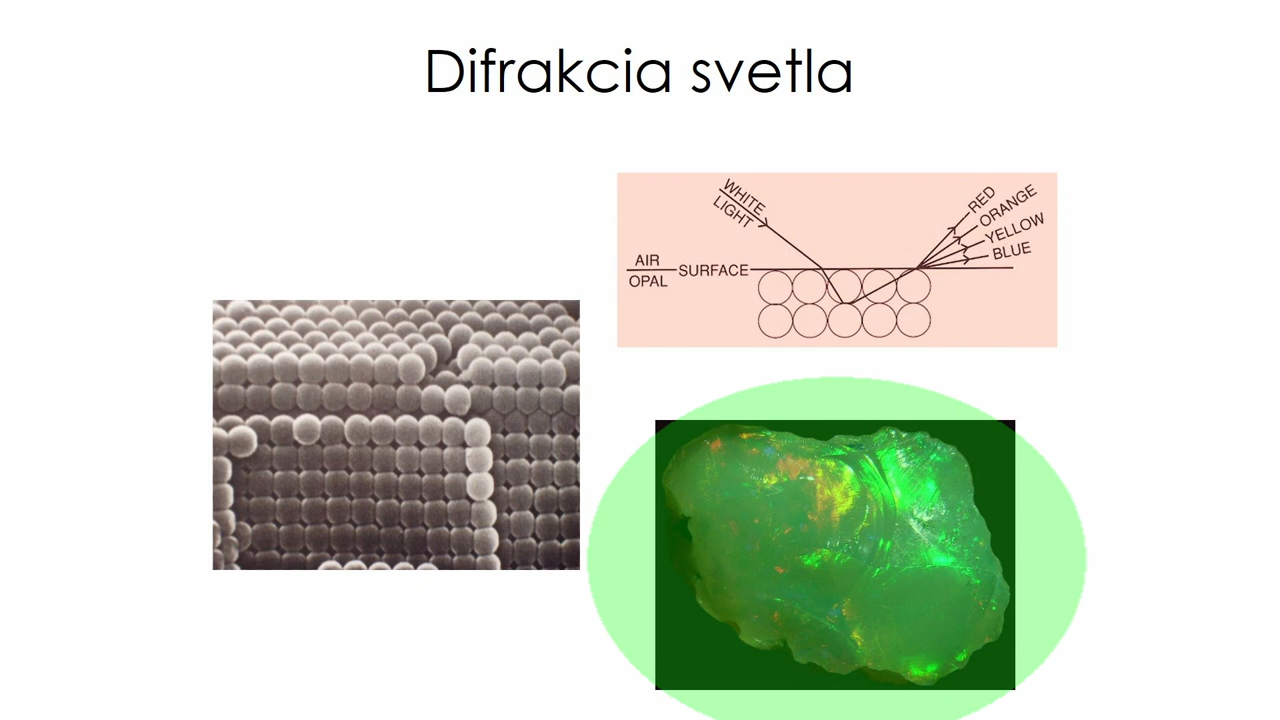 Difrakcia svetla
WHITE
LIGHT
RED
ORANGE
YELLOW
BLUE
AIR
OPAL
SURFACE